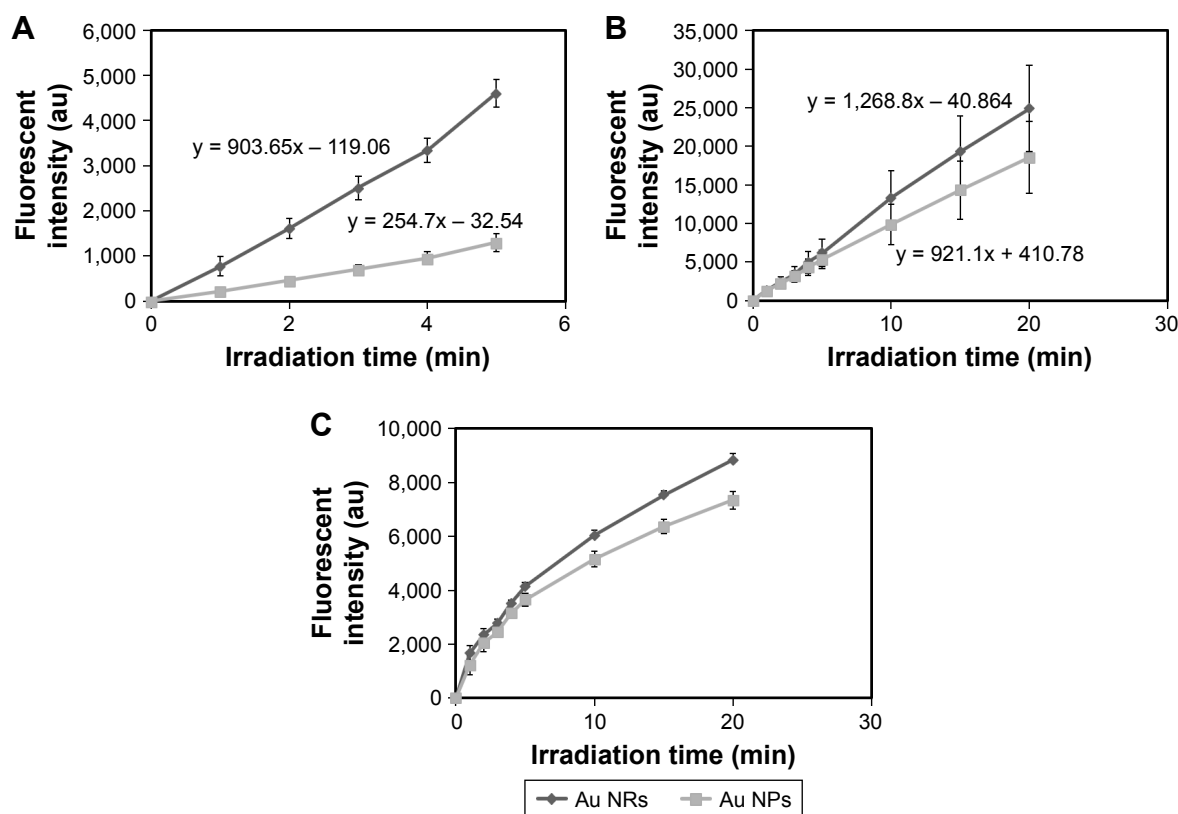 A
Fluorescent
intensity (au)
6,000
5,000
4,000
3,000
2,000
1,000
0
y = 903.65x – 119.06
y = 254.7x – 32.54
0 2 4 6
Irradiation time (min)
B
Fluorescent
intensity (au)
35,000
30,000
25,000
20,000
15,000
10,000
5,000
0
y = 1,268.8x – 40.864
y = 921.1x + 410.78
0 10 20 30
Irradiation time (min)
C
Fluorescent
intensity (au)
10,000
8,000
6,000
4,000
2,000
0
0 10 20 30
Irradiation time (min)
Au NRs Au NPs